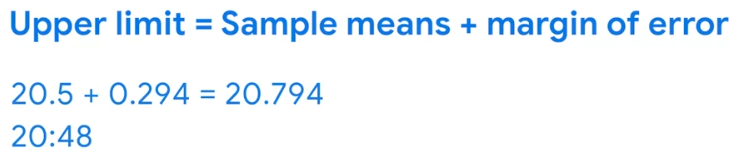 Upper limit = Sample means + margin of error
20.5 + 0.294 = 20.794
20:48